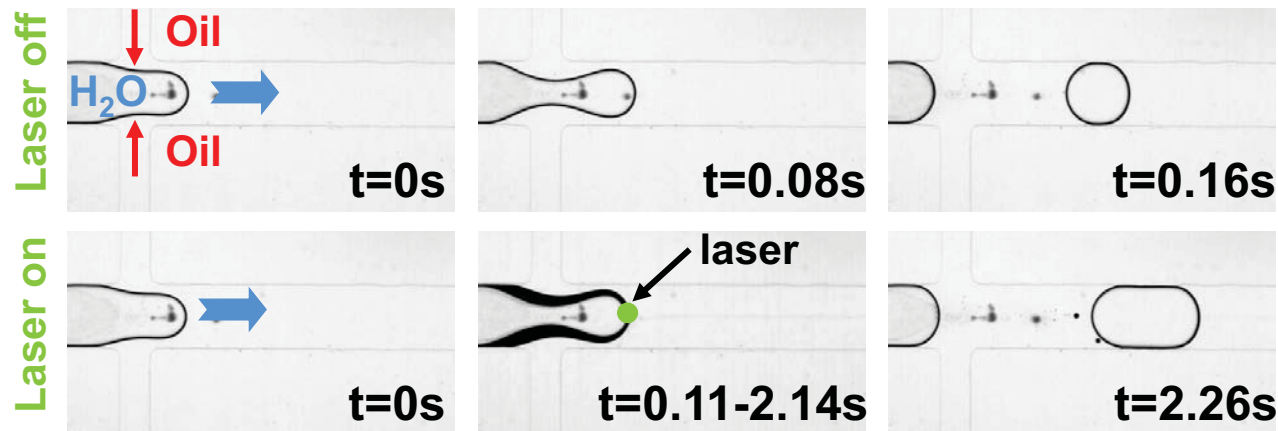 Laser off
Oil
H₂O
Oil
t=0s
t=0.08s
t=0.16s
Laser on
t=0s
laser
t=0.11-2.14s
t=2.26s